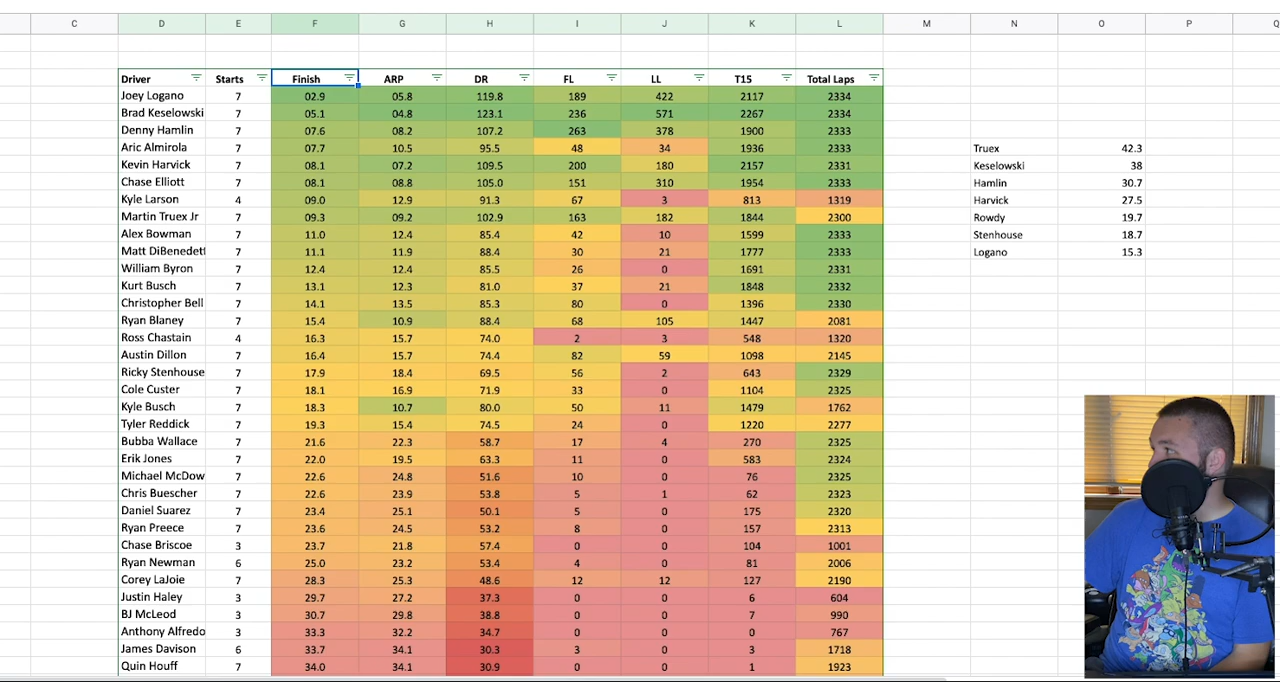 C D E F G H I J K L M N O P Q
Driver Starts Finish ARP DR FL LL T15 Total Laps
Joey Logano 7 02.9 05.8 119.8 189 422 2117 2334
Brad Keselowski 7 05.1 04.8 123.1 236 571 2267 2334
Denny Hamlin 7 07.6 08.2 107.2 263 378 1900 2333
Aric Almirola 7 07.7 10.5 95.5 48 34 1936 2333 Truex 42.3
Kevin Harvick 7 08.1 07.2 109.5 200 180 2157 2331 Keselowski 38
Chase Elliott 7 08.1 08.8 105.0 151 310 1954 2333 Hamlin 30.7
Kyle Larson 4 09.0 12.9 91.3 67 3 813 1319 Harvick 27.5
Martin Truex Jr 7 09.3 09.2 102.9 163 182 1844 2300 Rowdy 19.7
Alex Bowman 7 11.0 12.4 85.4 42 10 1599 2333 Stenhouse 18.7
Matt DiBenedett 7 11.1 11.9 88.4 30 21 1777 2333 Logano 15.3
William Byron 7 12.4 12.4 85.5 26 0 1691 2331
Kurt Busch 7 13.1 12.3 81.0 37 21 1848 2332
Christopher Bell 7 14.1 13.5 85.3 80 0 1396 2330
Ryan Blaney 7 15.4 10.9 88.4 68 105 1447 2081
Ross Chastain 4 16.3 15.7 74.0 2 3 548 1320
Austin Dillon 7 16.4 15.7 74.4 82 59 1098 2145
Ricky Stenhouse 7 17.9 18.4 69.5 56 2 643 2329
Cole Custer 7 18.1 16.9 71.9 33 0 1104 2325
Kyle Busch 7 18.3 10.7 80.0 50 11 1479 1762
Tyler Reddick 7 19.3 15.4 74.5 24 0 1220 2277
Bubba Wallace 7 21.6 22.3 58.7 17 4 270 2325
Erik Jones 7 22.0 19.5 63.3 11 0 583 2324
Michael McDow 7 22.6 24.8 51.6 10 0 76 2325
Chris Buescher 7 22.6 23.9 53.8 5 1 62 2323
Daniel Suarez 7 23.4 25.1 50.1 5 0 175 2320
Ryan Preece 7 23.6 24.5 53.2 8 0 157 2313
Chase Briscoe 3 23.7 21.8 57.4 0 0 104 1001
Ryan Newman 6 25.0 23.2 53.4 4 0 81 2006
Corey LaJoie 7 28.3 25.3 48.6 12 12 127 2190
Justin Haley 3 29.7 27.2 37.3 0 0 6 604
BJ McLeod 3 30.7 29.8 38.8 0 0 7 990
Anthony Alfredo 3 33.3 32.2 34.7 0 0 0 767
James Davison 6 33.7 34.1 30.3 3 0 3 1718
Quin Houff 7 34.0 34.1 30.9 0 0 1 1923